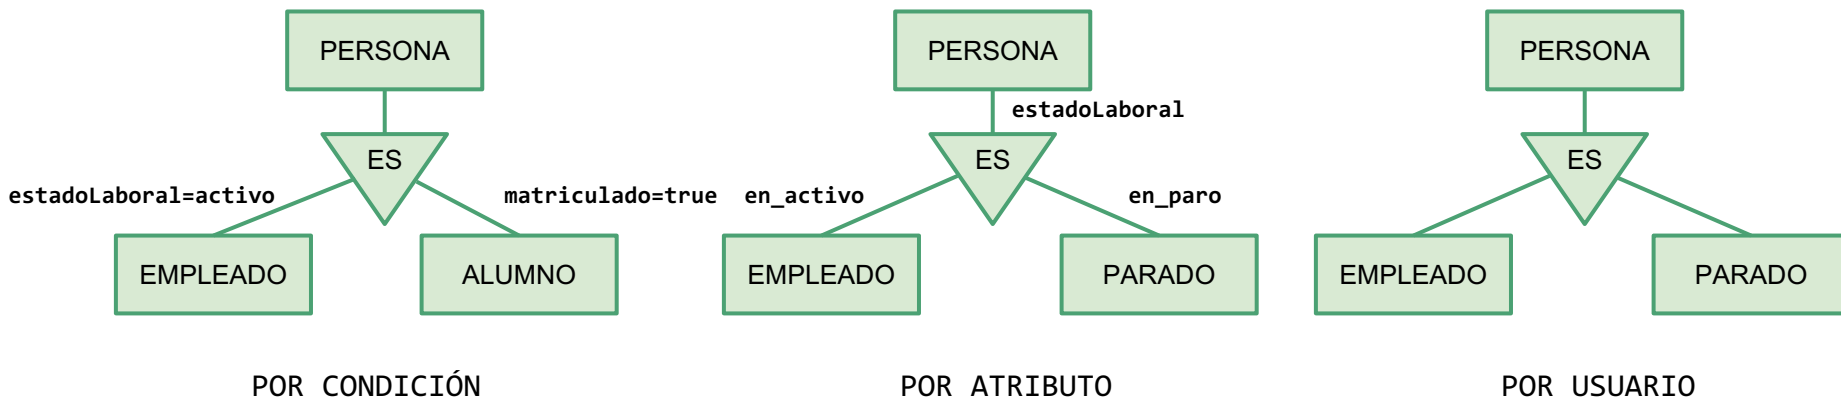 PERSONA
ES
estadoLaboral=activo
matriculado=true
EMPLEADO
ALUMNO
POR CONDICIÓN
PERSONA
estadoLaboral
ES
en_activo
en_paro
EMPLEADO
PARADO
POR ATRIBUTO
PERSONA
ES
EMPLEADO
PARADO
POR USUARIO